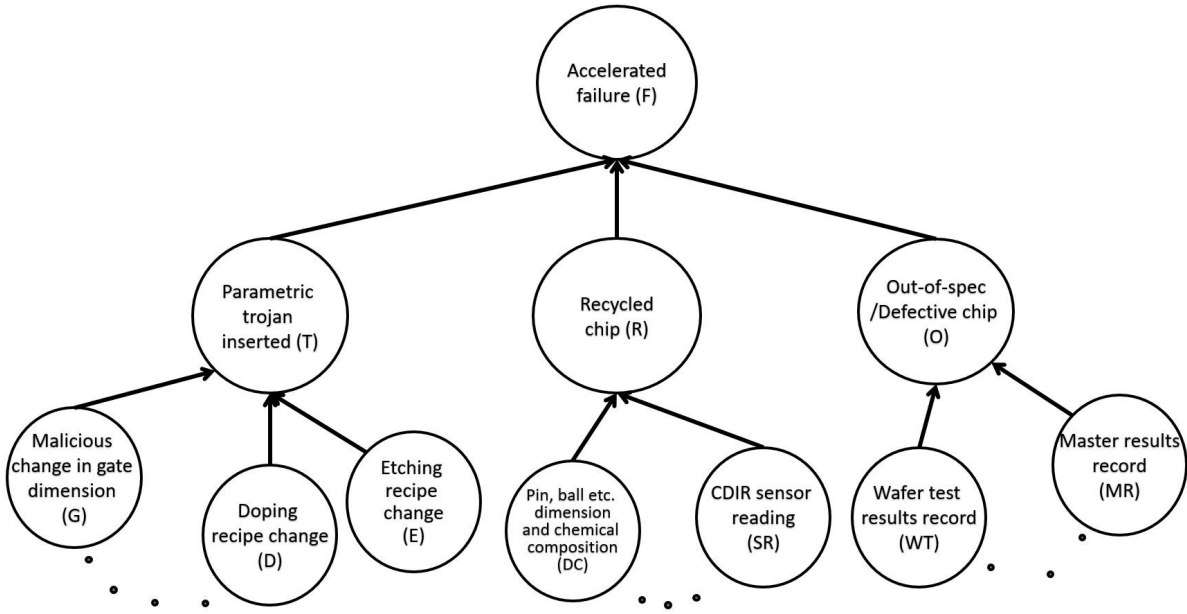 Accelerated
failure (F)
Parametric
trojan
inserted (T)
Recycled
chip (R)
Out-of-spec
/Defective chip
(O)
Malicious
change in gate
dimension
(G)
Doping
recipe change
(D)
Etching
recipe
change (E)
Pin, ball etc.
dimension
and chemical
composition
(DC)
CDIR sensor
reading
(SR)
Wafer test
results record
(WT)
Master results
record
(MR)